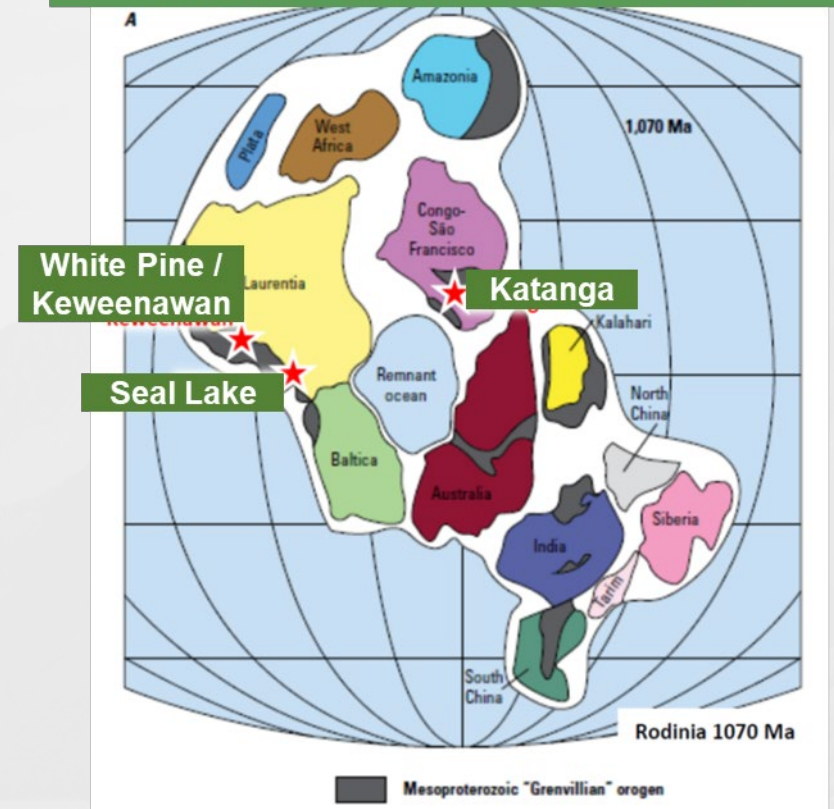 A
Amazonia
1,070 Ma
Plata
West
Africa
Congo-
São
Francisco
White Pine /
Keweenawan
Laurentia
Katanga
Keweenawan
Kalahari
Seal Lake
Remnant
ocean
North
China
Baltica
Australia
Siberia
India
Tarim
South
China
Rodinia 1070 Ma
Mesoproterozoic "Grenvillian" orogen